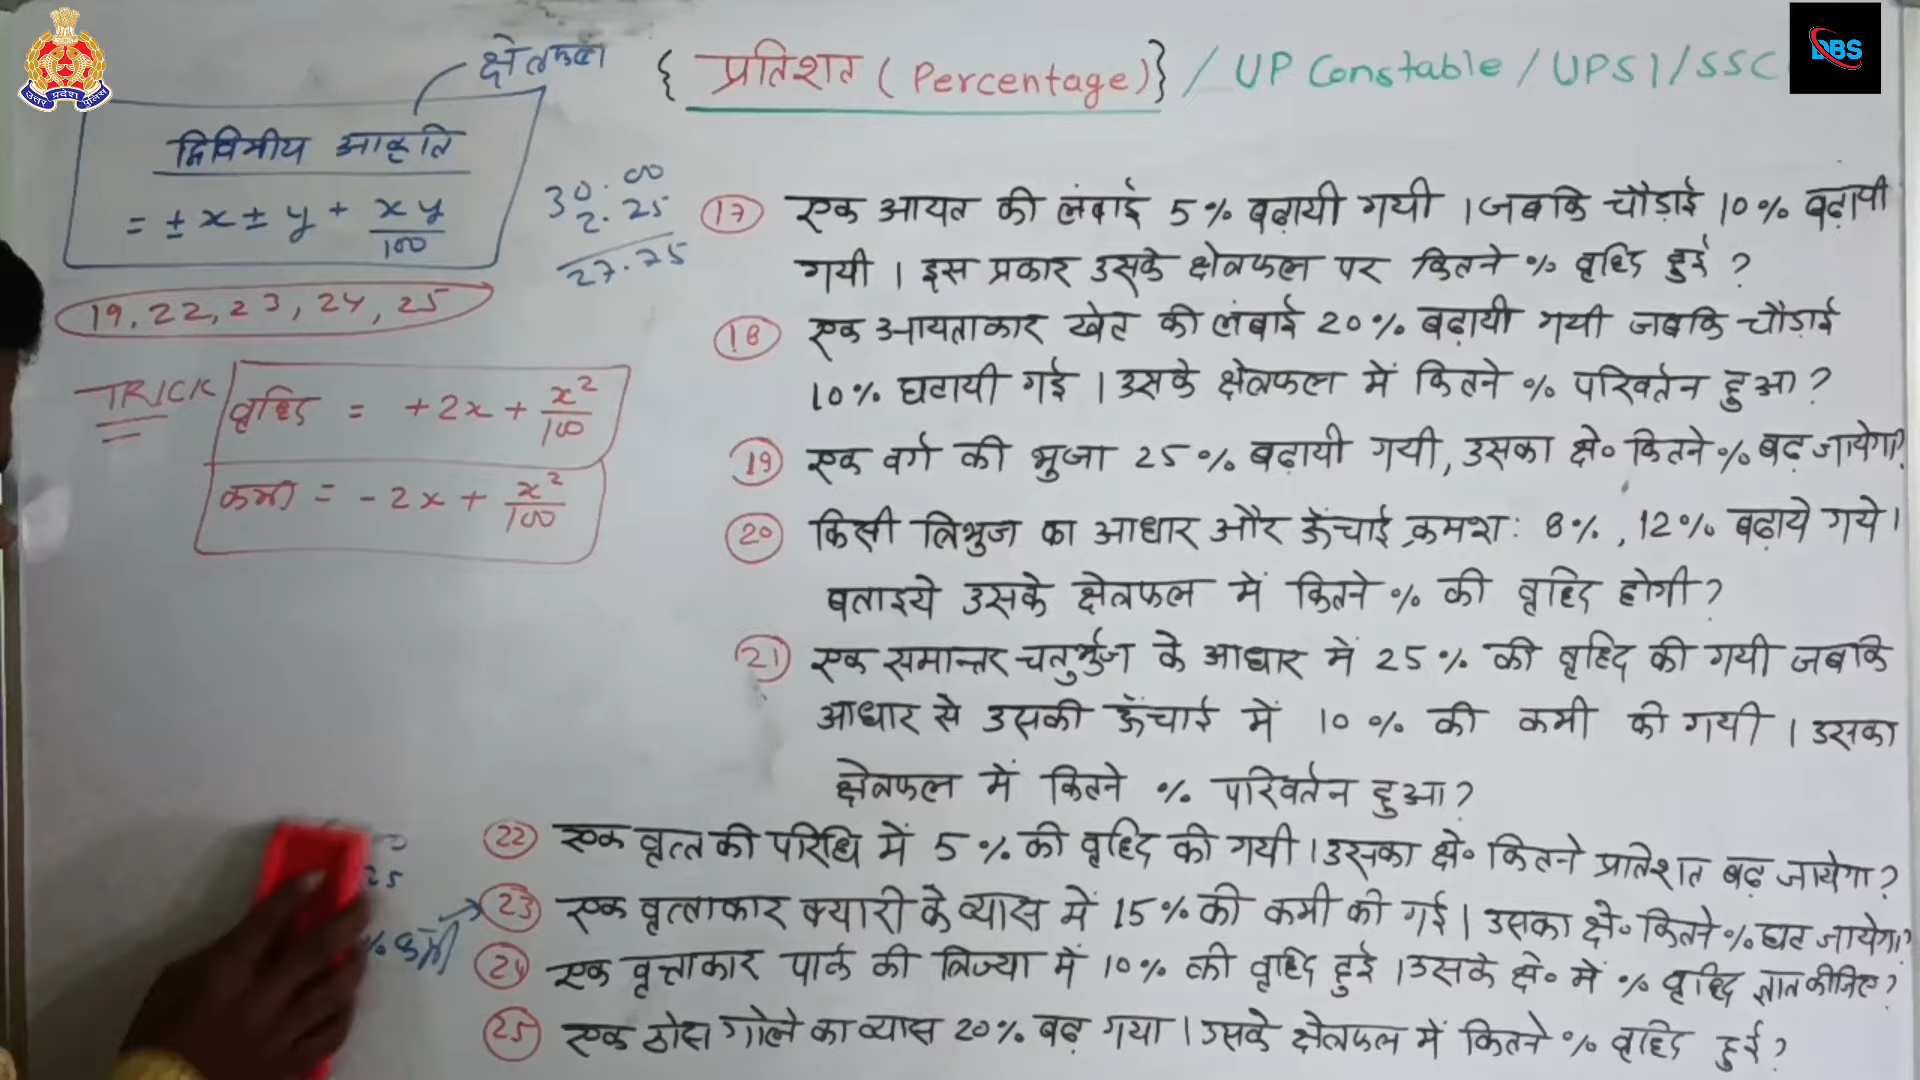 क्षेत्रफल
{ प्रतिशत (Percentage)} / UP Constable / UPSI / SSC
DBS
उत्तर प्रदेश पुलिस
द्विविमीय आकृति
= ± x ± y + xy/100
30.00
2.25
27.75
19, 22, 23, 24, 25
TRICK
वृद्धि = +2x + x²/100
कमी = -2x + x²/100
(17) एक आयत की लंबाई 5% बढ़ायी गयी । जबकि चौड़ाई 10% बढ़ायी
गयी । इस प्रकार उसके क्षेत्रफल पर कितने % वृद्धि हुई ?
(18) एक आयताकार खेत की लंबाई 20% बढ़ायी गयी जबकि चौड़ाई
10% घटायी गई । उसके क्षेत्रफल में कितने % परिवर्तन हुआ ?
(19) एक वर्ग की भुजा 25% बढ़ायी गयी, उसका क्षे॰ कितने % बढ़ जायेगा?
(20) किसी त्रिभुज का आधार और ऊँचाई क्रमश: 8%, 12% बढ़ाये गये ।
बताइये उसके क्षेत्रफल में कितने % की वृद्धि होगी ?
(21) एक समान्तर चतुर्भुज के आधार में 25% की वृद्धि की गयी जबकि
आधार से उसकी ऊँचाई में 10% की कमी की गयी । उसका
क्षेत्रफल में कितने % परिवर्तन हुआ ?
(22) एक वृत्त की परिधि में 5% की वृद्धि की गयी । उसका क्षे॰ कितने प्रतिशत बढ़ जायेगा ?
25
(23) एक वृत्ताकार क्यारी के व्यास में 15% की कमी की गई । उसका क्षे॰ कितने % घट जायेगा?
% कमी
(24) एक वृत्ताकार पार्क की त्रिज्या में 10% की वृद्धि हुई । उसके क्षे॰ में % वृद्धि ज्ञात कीजिए ?
(25) एक ठोस गोले का व्यास 20% बढ़ गया । उसके क्षेत्रफल में कितने % वृद्धि हुई ?